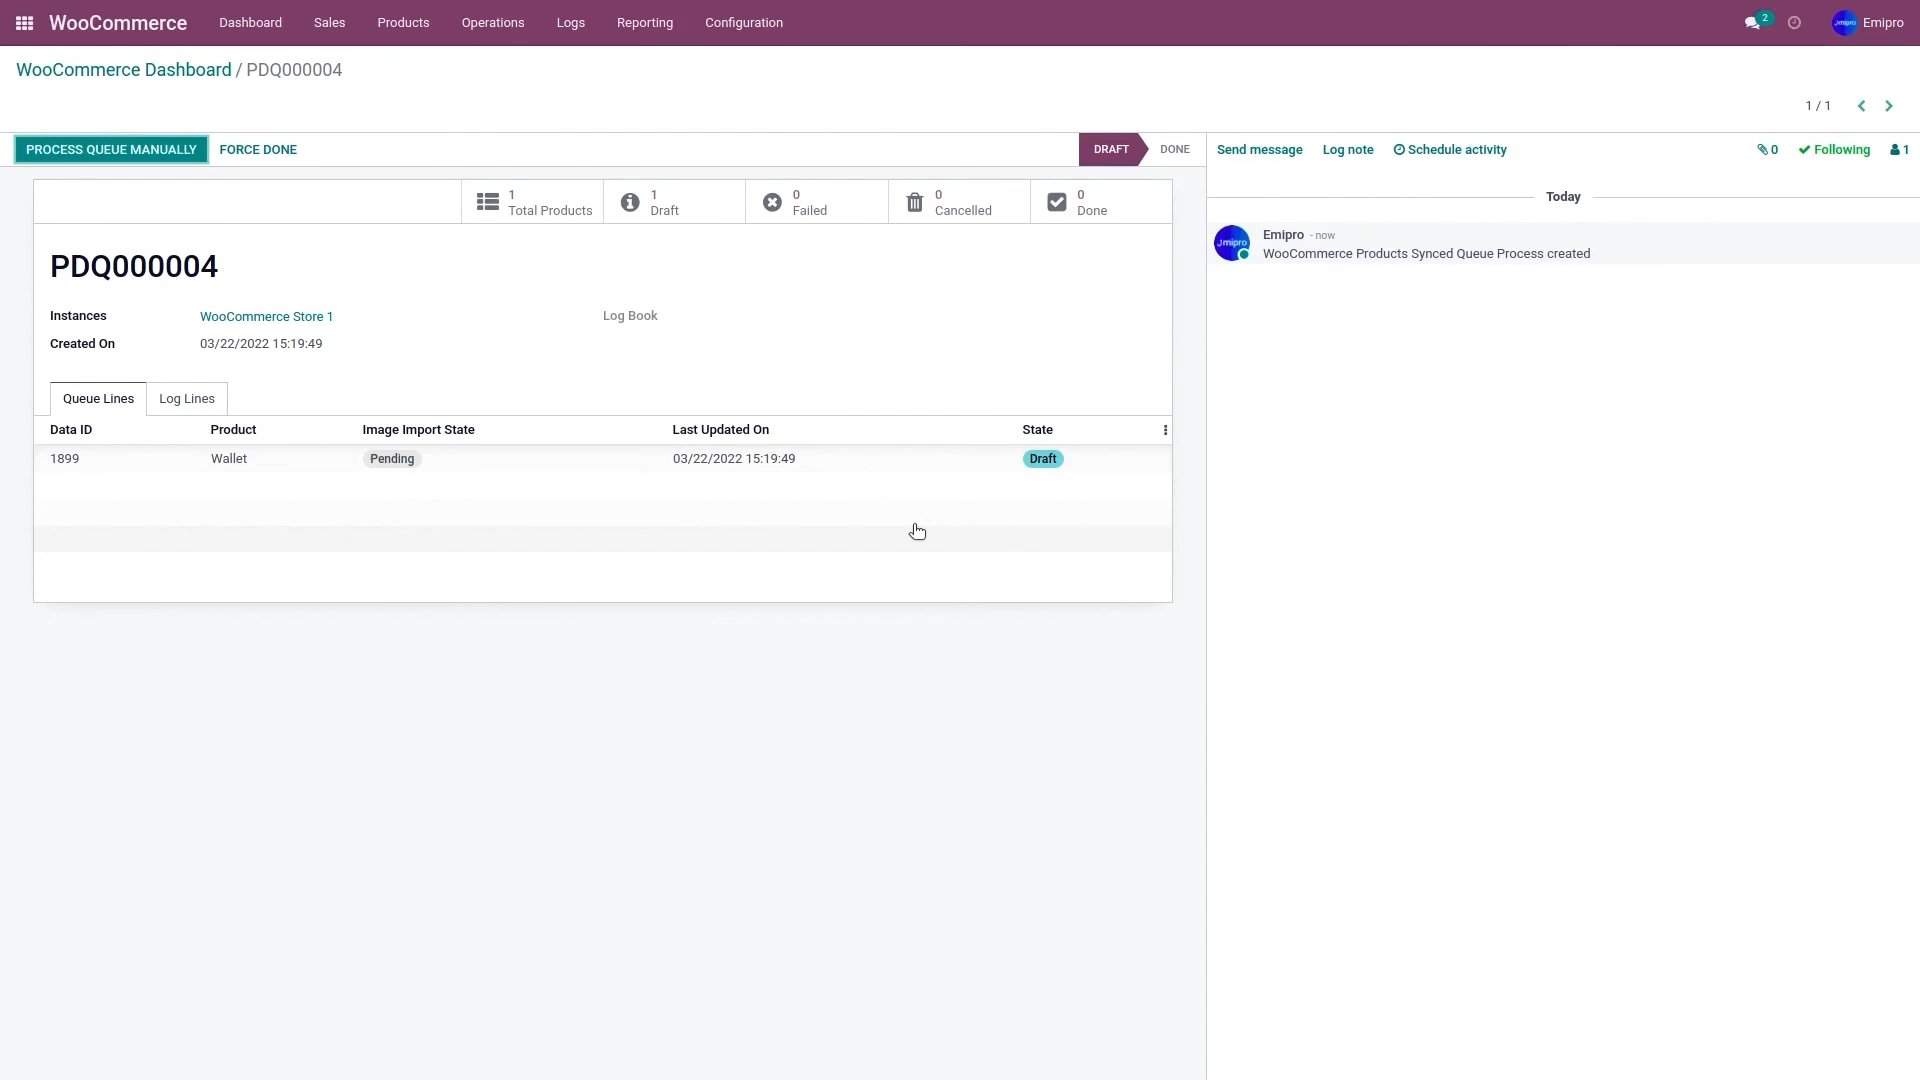 WooCommerce Dashboard Sales Products Operations Logs Reporting Configuration 2 Emipro
WooCommerce Dashboard / PDQ000004
1 / 1
PROCESS QUEUE MANUALLY FORCE DONE DRAFT DONE Send message Log note Schedule activity 0 Following 1
1 Total Products
1 Draft
0 Failed
0 Cancelled
0 Done
Today
Emipro - now
WooCommerce Products Synced Queue Process created
PDQ000004
Instances WooCommerce Store 1 Log Book
Created On 03/22/2022 15:19:49
Queue Lines Log Lines
Data ID Product Image Import State Last Updated On State
1899 Wallet Pending 03/22/2022 15:19:49 Draft